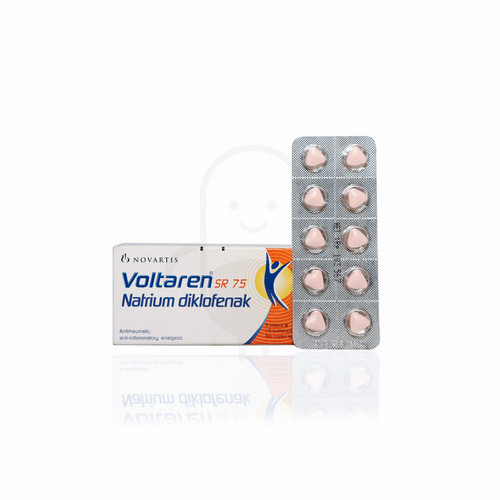 NOVARTIS
Voltaren SR 75
Natrium diklofenak
Antirheumatic,
anti-inflammatory, analgesic